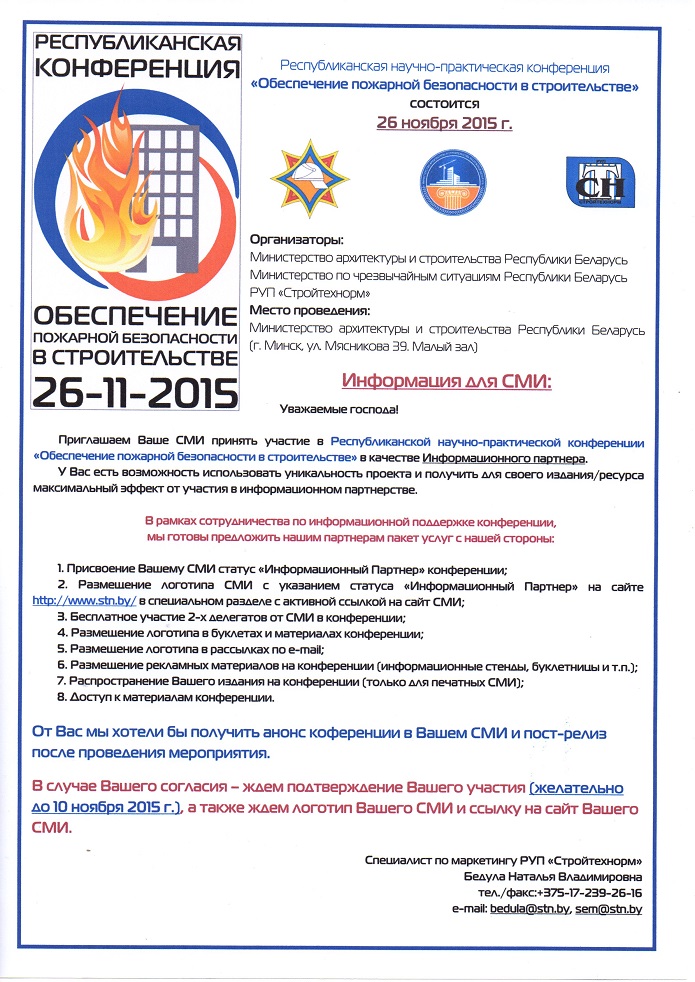 РЕСПУБЛИКАНСКАЯ
КОНФЕРЕНЦИЯ
ОБЕСПЕЧЕНИЕ
ПОЖАРНОЙ БЕЗОПАСНОСТИ
В СТРОИТЕЛЬСТВЕ
26-11-2015
Республиканская научно-практическая конференция
«Обеспечение пожарной безопасности в строительстве»
состоится
26 ноября 2015 г.
СН
СТРОЙТЕХНОРМ
Организаторы:
Министерство архитектуры и строительства Республики Беларусь
Министерство по чрезвычайным ситуациям Республики Беларусь
РУП «Стройтехнорм»
Место проведения:
Министерство архитектуры и строительства Республики Беларусь
(г. Минск, ул. Мясникова 39. Малый зал)
Информация для СМИ:
Уважаемые господа!
Приглашаем Ваше СМИ принять участие в Республиканской научно-практической конференции
«Обеспечение пожарной безопасности в строительстве» в качестве Информационного партнера.
У Вас есть возможность использовать уникальность проекта и получить для своего издания/ресурса
максимальный эффект от участия в информационном партнерстве.
В рамках сотрудничества по информационной поддержке конференции,
мы готовы предложить нашим партнерам пакет услуг с нашей стороны:
1. Присвоение Вашему СМИ статус «Информационный Партнер» конференции;
2. Размещение логотипа СМИ с указанием статуса «Информационный Партнер» на сайте
http://www.stn.by/ в специальном разделе с активной ссылкой на сайт СМИ;
3. Бесплатное участие 2-х делегатов от СМИ в конференции;
4. Размещение логотипа в буклетах и материалах конференции;
5. Размещение логотипа в рассылках по e-mail;
6. Размещение рекламных материалов на конференции (информационные стенды, буклетницы и т.п.);
7. Распространение Вашего издания на конференции (только для печатных СМИ);
8. Доступ к материалам конференции.
От Вас мы хотели бы получить анонс коференции в Вашем СМИ и пост-релиз
после проведения мероприятия.
В случае Вашего согласия – ждем подтверждение Вашего участия (желательно
до 10 ноября 2015 г.), а также ждем логотип Вашего СМИ и ссылку на сайт Вашего
СМИ.
Специалист по маркетингу РУП «Стройтехнорм»
Бедула Наталья Владимировна
тел./факс:+375-17-239-26-16
e-mail: bedula@stn.by, sem@stn.by